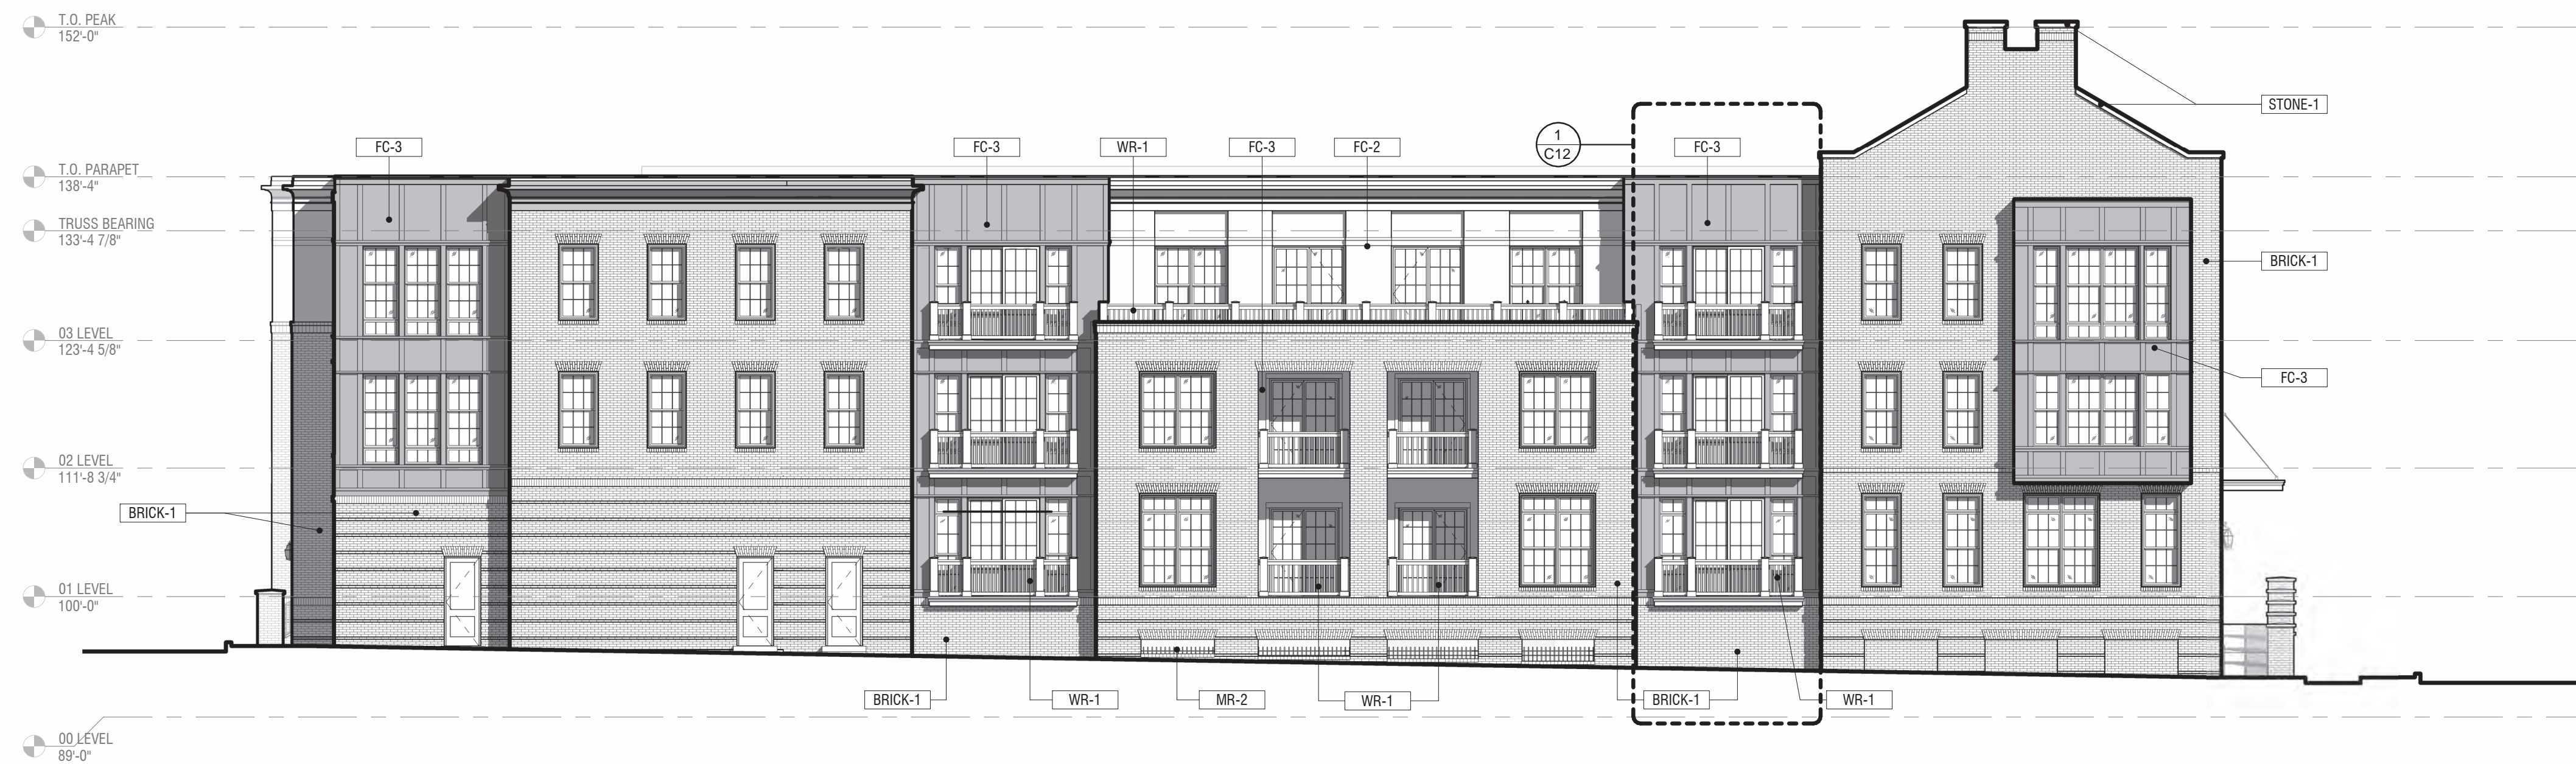 T.O. PEAK
152'-0"
STONE-1
FC-3
FC-3
WR-1
FC-3
FC-2
1
C12
FC-3
T.O. PARAPET
138'-4"
TRUSS BEARING
133'-4 7/8"
BRICK-1
03 LEVEL
123'-4 5/8"
FC-3
02 LEVEL
111'-8 3/4"
BRICK-1
01 LEVEL
100'-0"
BRICK-1
WR-1
MR-2
WR-1
BRICK-1
WR-1
00 LEVEL
89'-0"